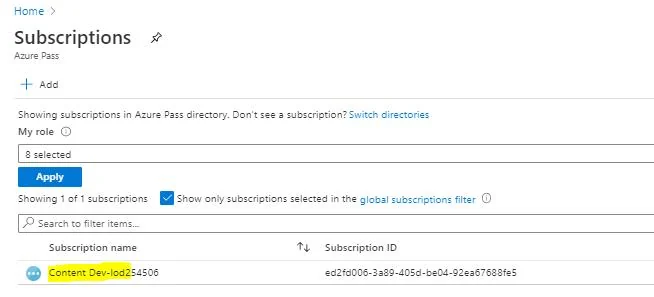 Home >
Subscriptions
Azure Pass
+ Add
Showing subscriptions in Azure Pass directory. Don't see a subscription? Switch directories
My role
8 selected
Apply
Showing 1 of 1 subscriptions Show only subscriptions selected in the global subscriptions filter
Search to filter items...
Subscription name ↑↓ Subscription ID
Content Dev-lod254506 ed2fd006-3a89-405d-be04-92ea67688fe5